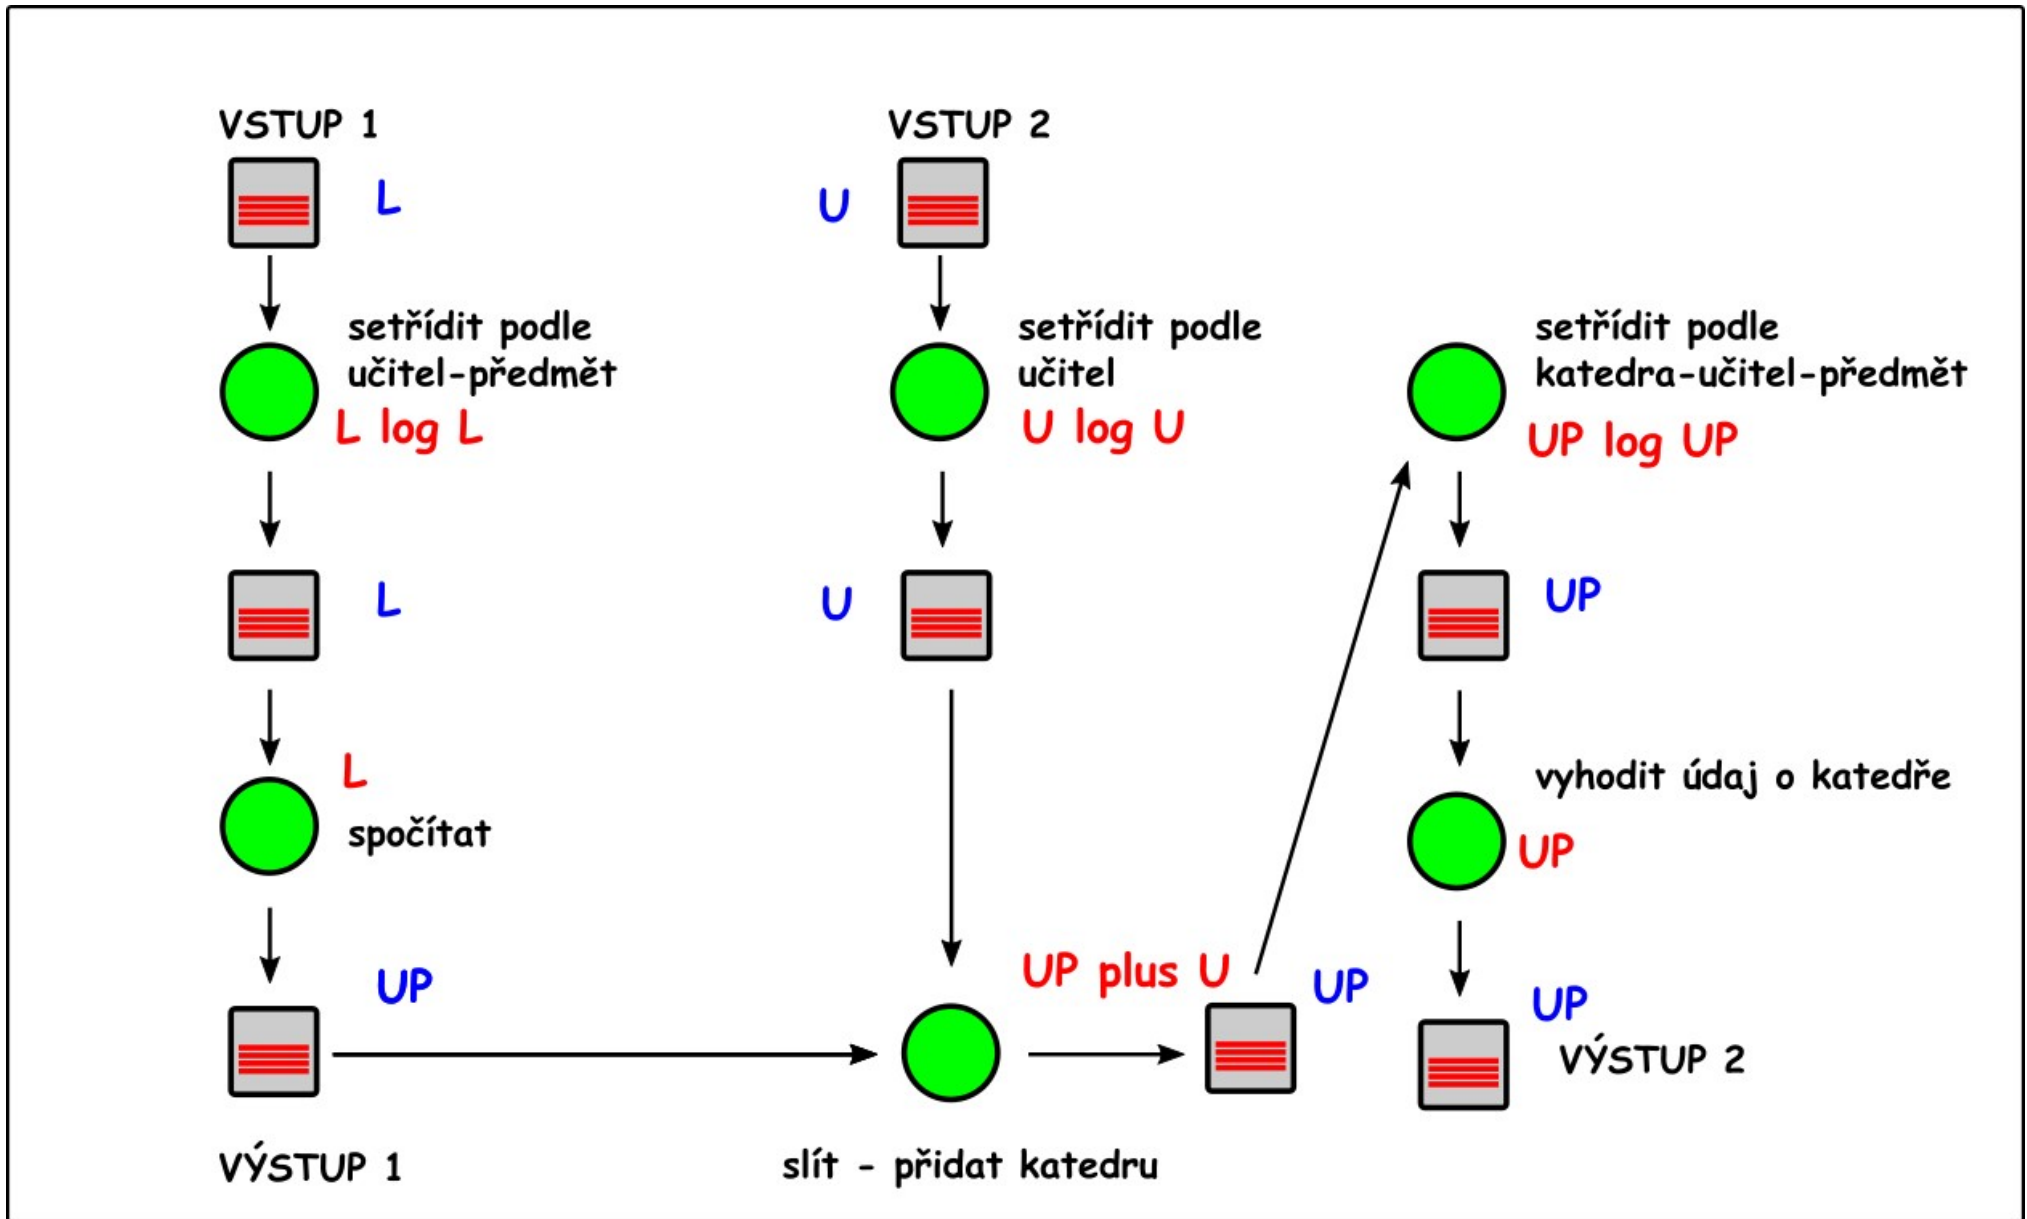 VSTUP 1
L
setřídit podle
učitel-předmět
L log L
L
L
spočítat
UP
VÝSTUP 1
VSTUP 2
U
setřídit podle
učitel
U log U
U
UP plus U
slít - přidat katedru
UP
setřídit podle
katedra-učitel-předmět
UP log UP
UP
vyhodit údaj o katedře
UP
UP
VÝSTUP 2